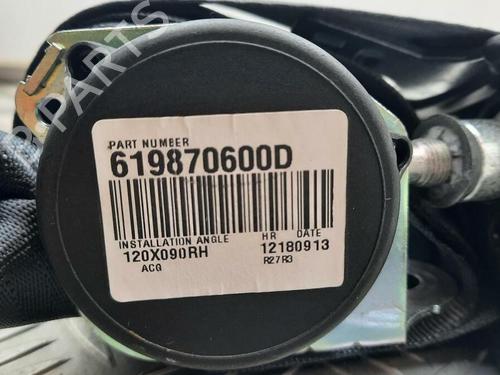 PARTS
PART NUMBER
619870600D
INSTALLATION ANGLE HR DATE
120X090RH 12180913
ACG R27R3